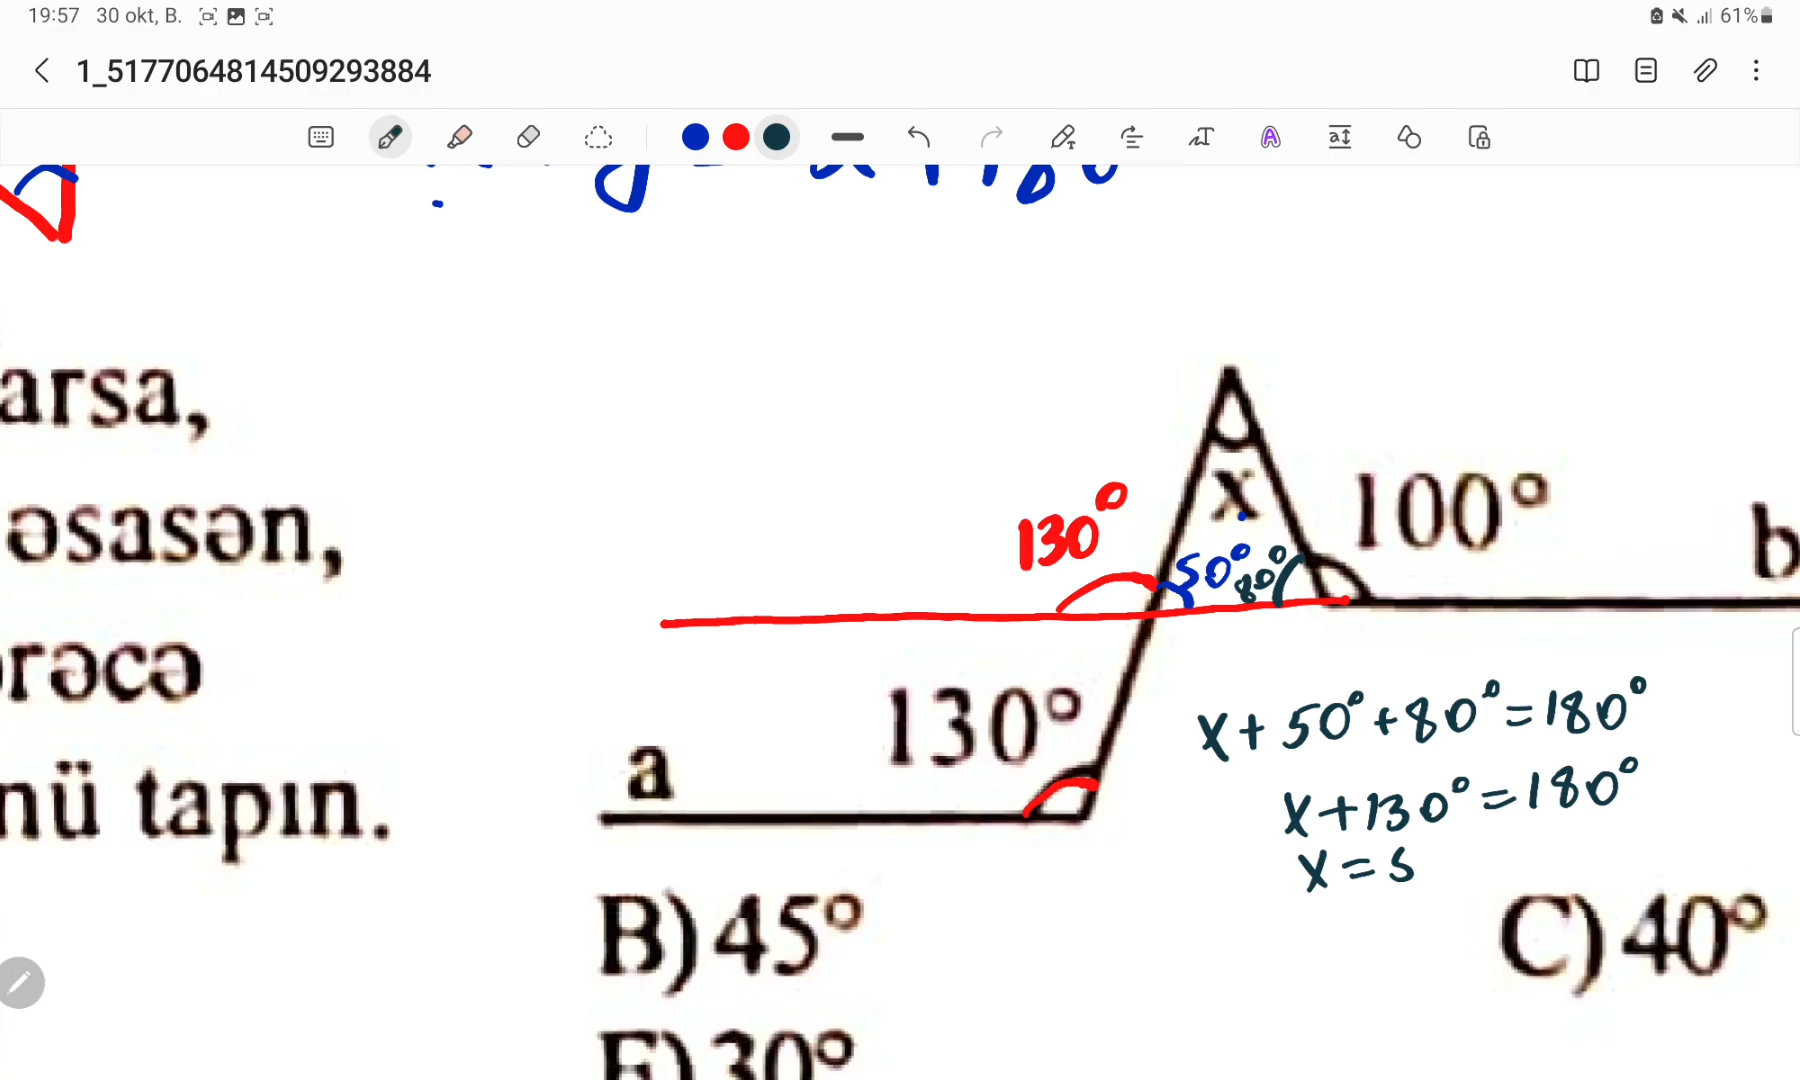 19:57 30 okt, B. 61%
1_5177064814509293884
arsa,
əsasən,
rəcə
nü tapın.
x
100°
b
130°
50°
80°
130°
a
x + 50° + 80° = 180°
x + 130° = 180°
x = 5
B) 45°
C) 40°
E) 30°